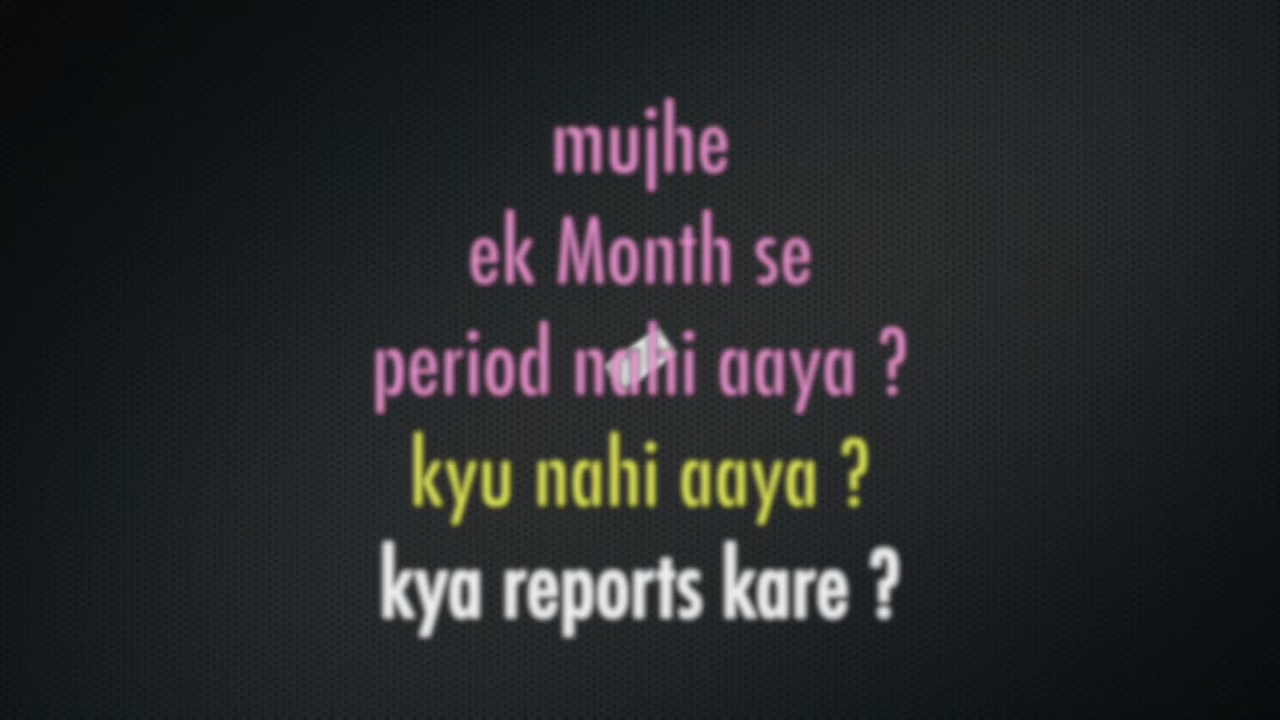 mujhe
ek Month se
period nahi aaya ?
kyu nahi aaya ?
kya reports kare ?